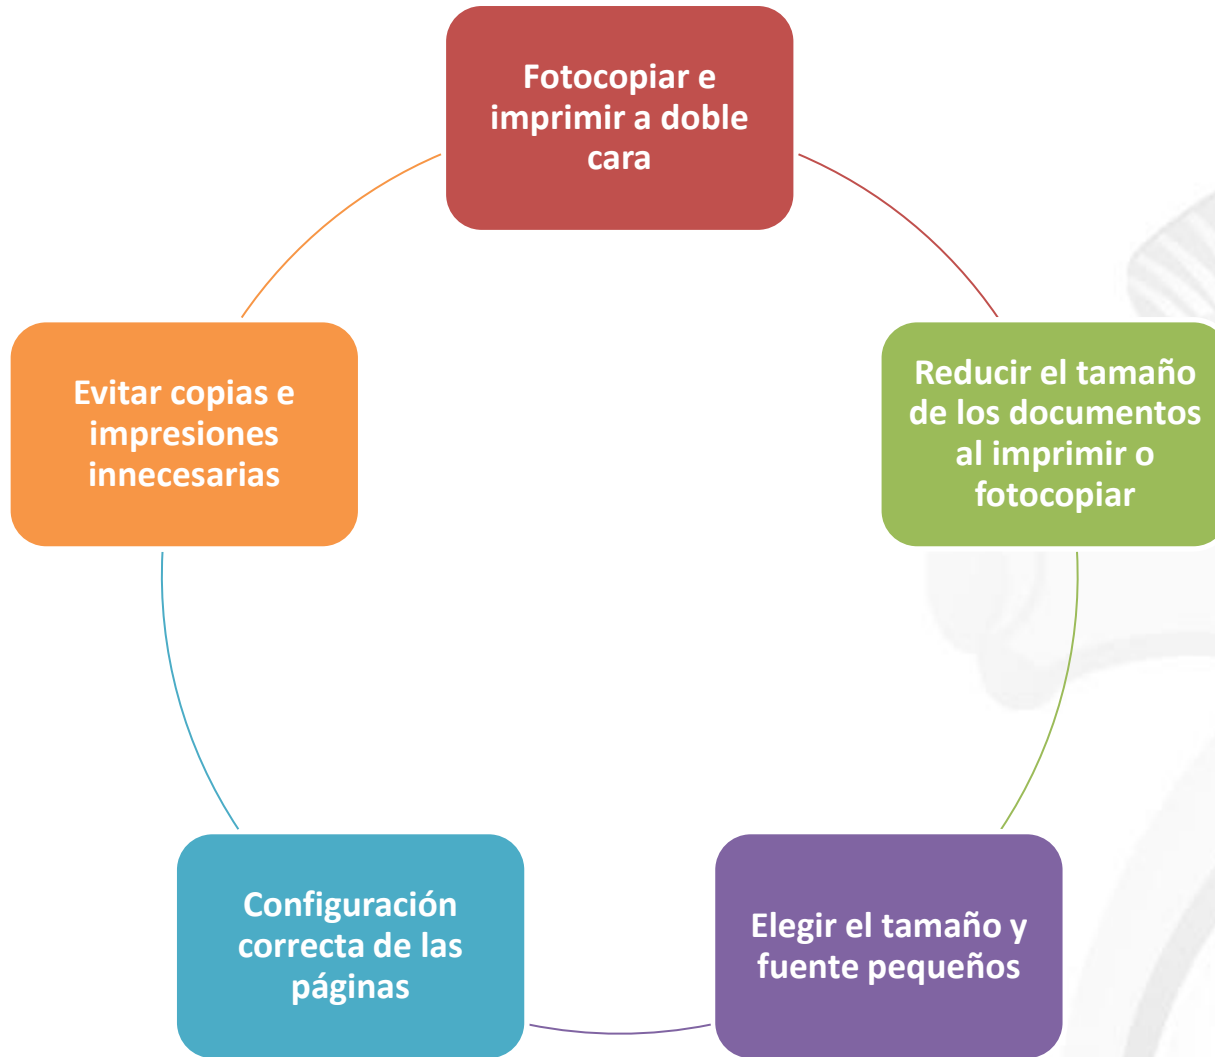 Fotocopiar e
imprimir a doble
cara
Reducir el tamaño
de los documentos
al imprimir o
fotocopiar
Elegir el tamaño y
fuente pequeños
Configuración
correcta de las
páginas
Evitar copias e
impresiones
innecesarias